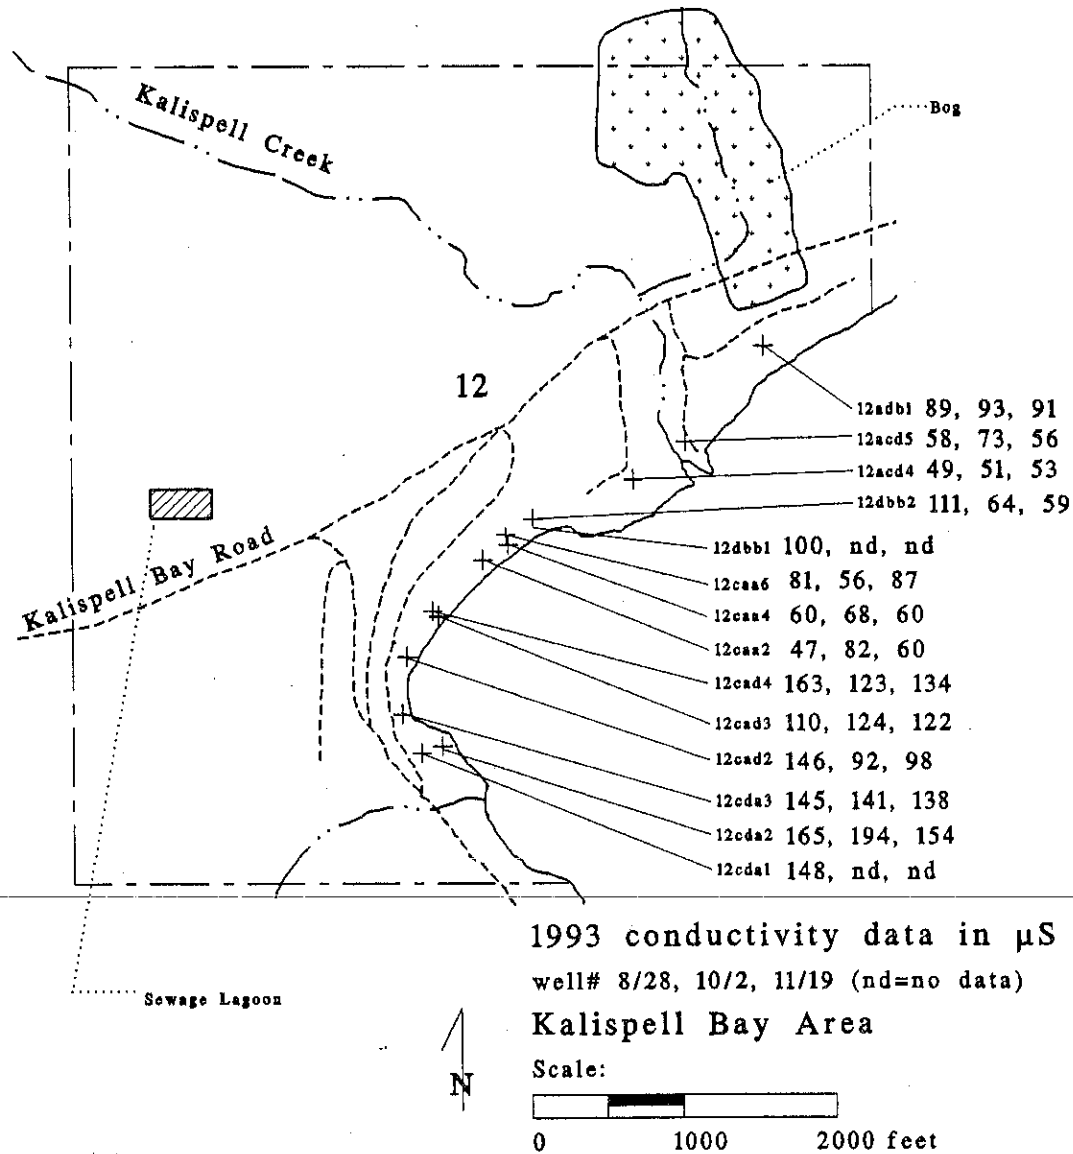 Kalispell Creek
Bog
12
12adb1 89, 93, 91
12acd5 58, 73, 56
12acd4 49, 51, 53
12dbb2 111, 64, 59
12dbb1 100, nd, nd
12caa6 81, 56, 87
12caa4 60, 68, 60
12caa2 47, 82, 60
12cad4 163, 123, 134
12cad3 110, 124, 122
12cad2 146, 92, 98
12cda3 145, 141, 138
12cda2 165, 194, 154
12cda1 148, nd, nd
Kalispell Bay Road
Sewage Lagoon
1993 conductivity data in µS
well# 8/28, 10/2, 11/19 (nd=no data)
Kalispell Bay Area
Scale:
N
0 1000 2000 feet